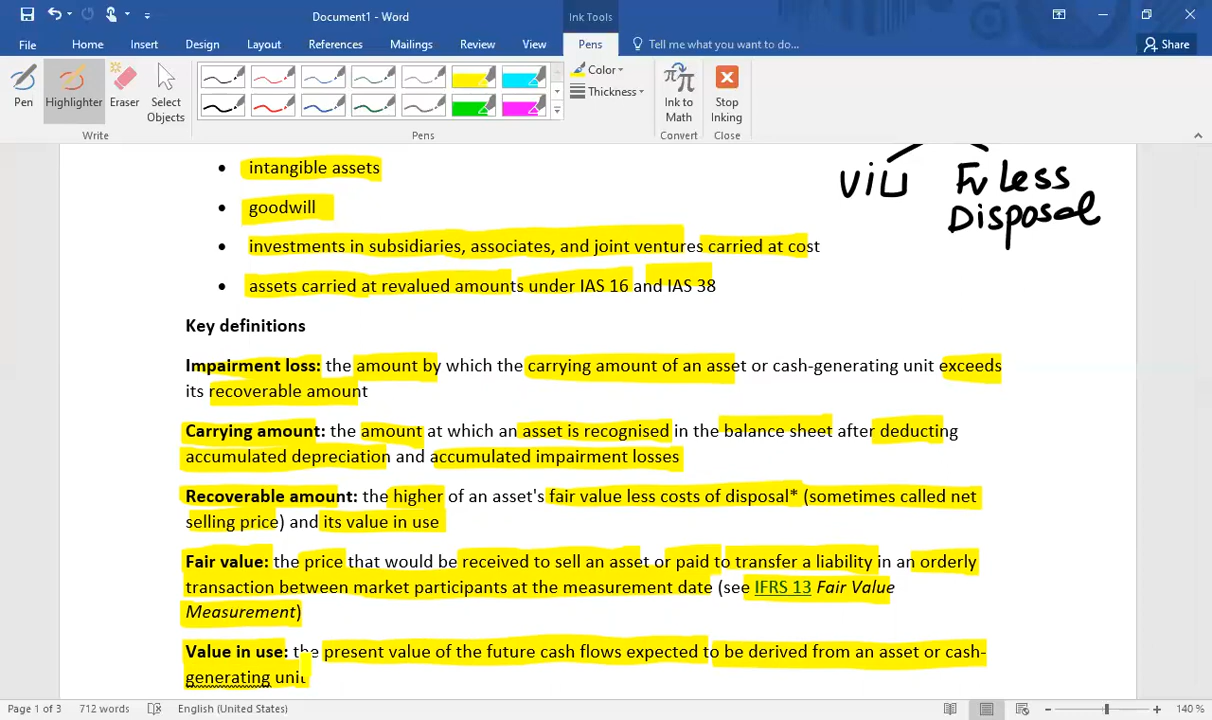 Document1 - Word
Ink Tools
File
Home
Insert
Design
Layout
References
Mailings
Review
View
Pens
Tell me what you want to do...
Share
Pen
Highlighter
Eraser
Select
Objects
Color
Thickness
Ink to
Math
Stop
Inking
Write
Pens
Convert
Close
• intangible assets
• goodwill
• investments in subsidiaries, associates, and joint ventures carried at cost
• assets carried at revalued amounts under IAS 16 and IAS 38
ViU
Fv less
Disposal
Key definitions
Impairment loss: the amount by which the carrying amount of an asset or cash-generating unit exceeds
its recoverable amount
Carrying amount: the amount at which an asset is recognised in the balance sheet after deducting
accumulated depreciation and accumulated impairment losses
Recoverable amount: the higher of an asset's fair value less costs of disposal* (sometimes called net
selling price) and its value in use
Fair value: the price that would be received to sell an asset or paid to transfer a liability in an orderly
transaction between market participants at the measurement date (see IFRS 13 Fair Value
Measurement)
Value in use: the present value of the future cash flows expected to be derived from an asset or cash-
generating unit
Page 1 of 3
712 words
English (United States)
140 %